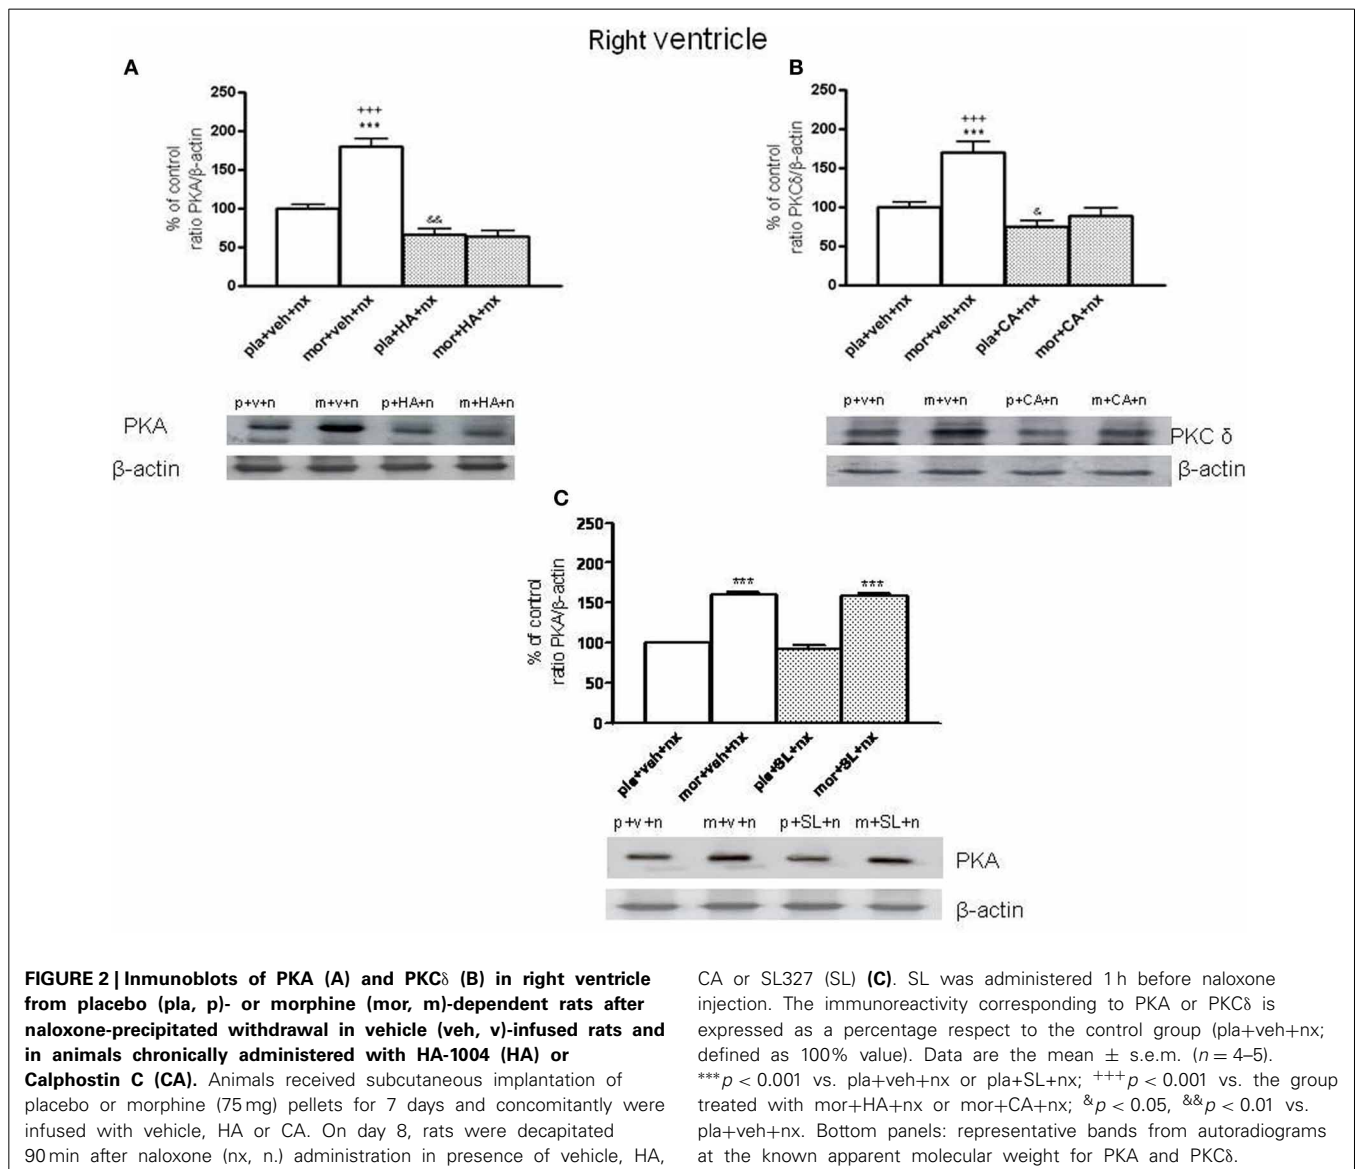 Right ventricle
A
250
200
150
100
50
0
% of control
ratio PKA/β-actin
+++
***
&&
pla+veh+nx
mor+veh+nx
pla+HA+nx
mor+HA+nx
p+v+n m+v+n p+HA+n m+HA+n
PKA
β-actin
B
250
200
150
100
50
0
% of control
ratio PKCδ/β-actin
+++
***
&
pla+veh+nx
mor+veh+nx
pla+CA+nx
mor+CA+nx
p+v+n m+v+n p+CA+n m+CA+n
PKC δ
β-actin
C
250
200
150
100
50
0
% of control
ratio PKA/β-actin
***
***
pla+veh+nx
mor+veh+nx
pla+SL+nx
mor+SL+nx
p+v+n m+v+n p+SL+n m+SL+n
PKA
β-actin
FIGURE 2 | Inmunoblots of PKA (A) and PKCδ (B) in right ventricle
from placebo (pla, p)- or morphine (mor, m)-dependent rats after
naloxone-precipitated withdrawal in vehicle (veh, v)-infused rats and
in animals chronically administered with HA-1004 (HA) or
Calphostin C (CA). Animals received subcutaneous implantation of
placebo or morphine (75 mg) pellets for 7 days and concomitantly were
infused with vehicle, HA or CA. On day 8, rats were decapitated
90 min after naloxone (nx, n.) administration in presence of vehicle, HA,
CA or SL327 (SL) (C). SL was administered 1 h before naloxone
injection. The immunoreactivity corresponding to PKA or PKCδ is
expressed as a percentage respect to the control group (pla+veh+nx;
defined as 100% value). Data are the mean ± s.e.m. (n = 4–5).
***p < 0.001 vs. pla+veh+nx or pla+SL+nx; +++p < 0.001 vs. the group
treated with mor+HA+nx or mor+CA+nx; &p < 0.05, &&p < 0.01 vs.
pla+veh+nx. Bottom panels: representative bands from autoradiograms
at the known apparent molecular weight for PKA and PKCδ.